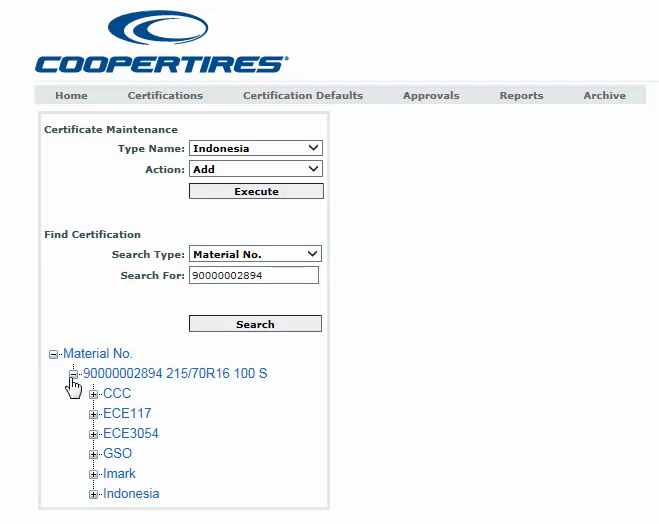 COOPERTIRES®
Home Certifications Certification Defaults Approvals Reports Archive
Certificate Maintenance
Type Name: Indonesia
Action: Add
Execute
Find Certification
Search Type: Material No.
Search For: 90000002894
Search
Material No.
90000002894 215/70R16 100 S
CCC
ECE117
ECE3054
GSO
Imark
Indonesia